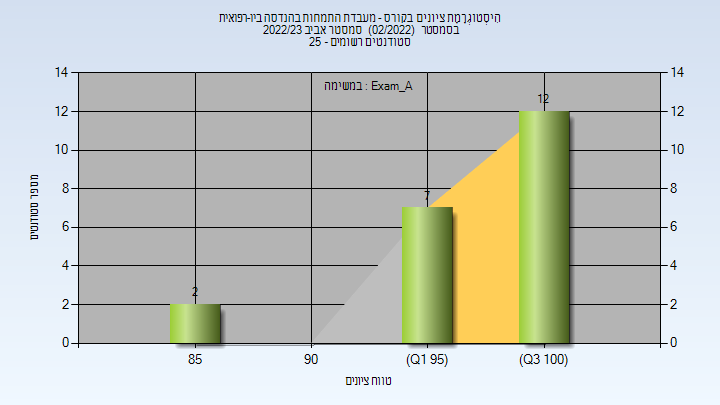 היסטוגרמת ציונים בקורס - מעבדת התמחות בהנדסה ביו-רפואית
בסמסטר (02/2022) סמסטר אביב 2022/23
סטודנטים רשומים - 25
במשימה : Exam_A
14 14
12 12
10 10
8 8
6 6
4 4
2 2
0 0
2 7 12
מספר סטודנטים
85 90 (Q1 95) (Q3 100)
טווח ציונים